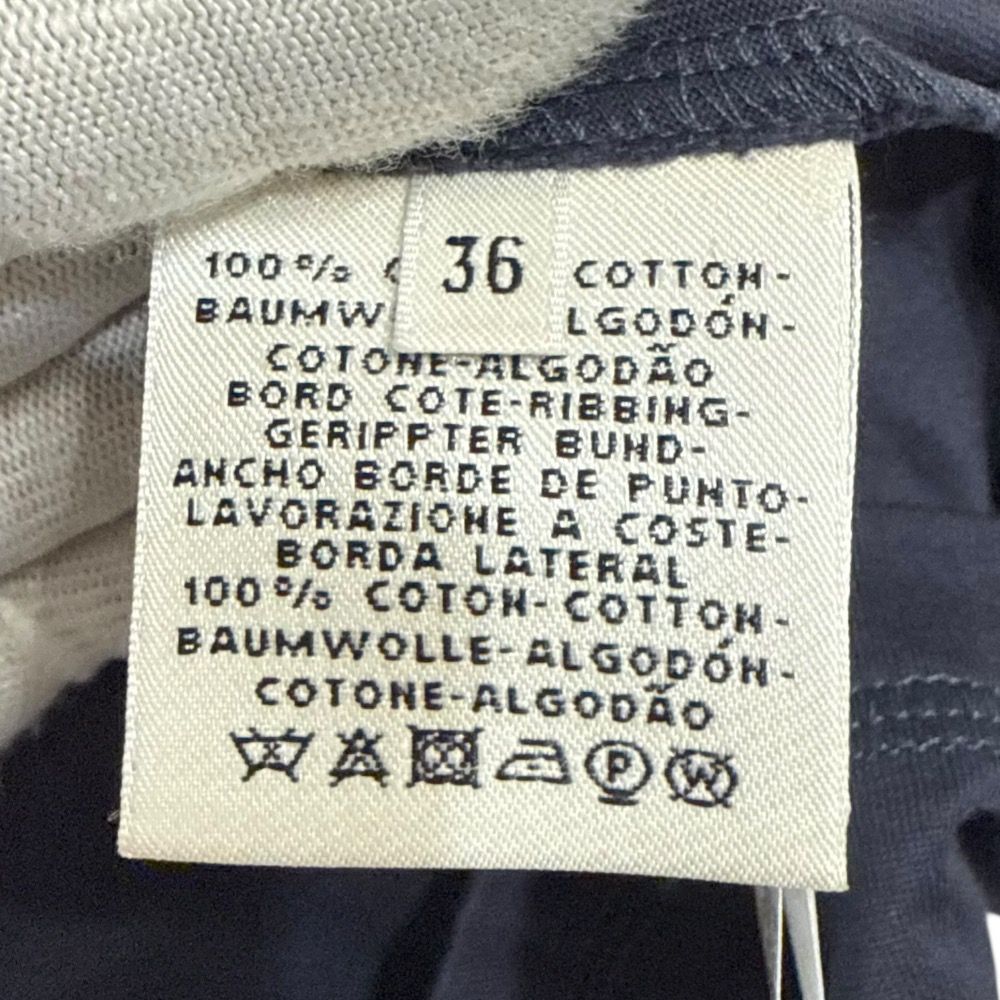 36
100% COTTON-
LGODÓN-
COTONE-ALGODÃO
BORD COTE-RIBBING-
GERIPPTER BUND-
ANCHO BORDE DE PUNTO-
LAVORAZIONE A COSTE-
BORDA LATERAL
100% COTON-COTTON-
BAUMWOLLE-ALGODÓN-
COTONE-ALGODÃO
P W